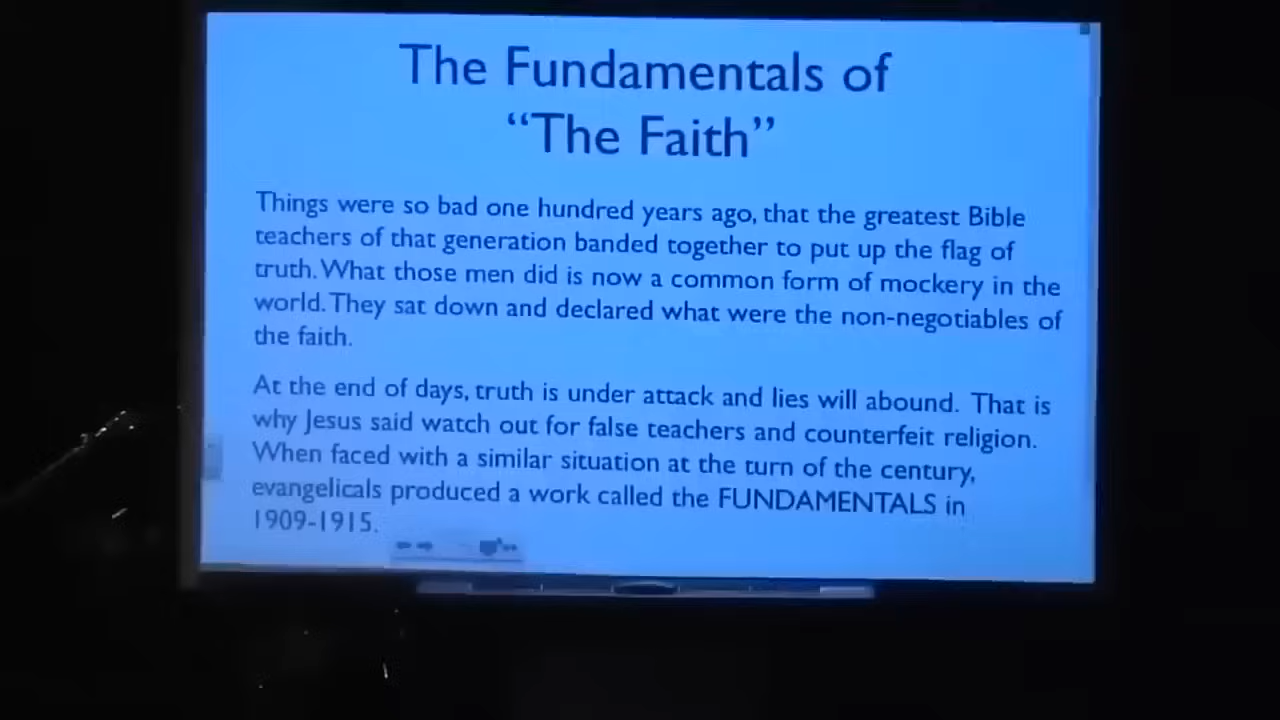 The Fundamentals of
“The Faith”
Things were so bad one hundred years ago, that the greatest Bible
teachers of that generation banded together to put up the flag of
truth. What those men did is now a common form of mockery in the
world. They sat down and declared what were the non-negotiables of
the faith.
At the end of days, truth is under attack and lies will abound. That is
why Jesus said watch out for false teachers and counterfeit religion.
When faced with a similar situation at the turn of the century,
evangelicals produced a work called the FUNDAMENTALS in
1909-1915.